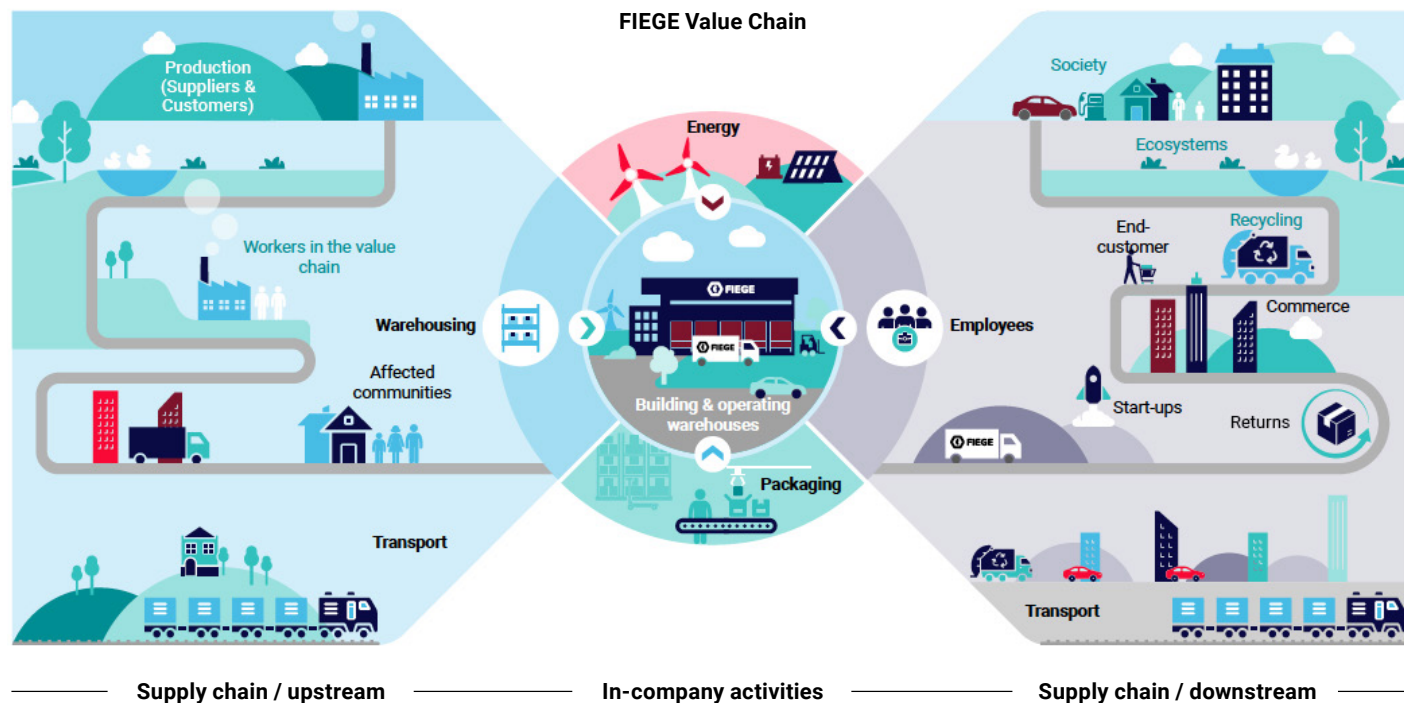 FIEGE Value Chain
Production
(Suppliers &
Customers)
Workers in the value
chain
Warehousing
Affected
communities
Transport
Energy
FIEGE
FIEGE
Building & operating
warehouses
Packaging
Employees
Society
Ecosystems
Recycling
End-
customer
Commerce
Start-ups
Returns
FIEGE
Transport
Supply chain / upstream
In-company activities
Supply chain / downstream